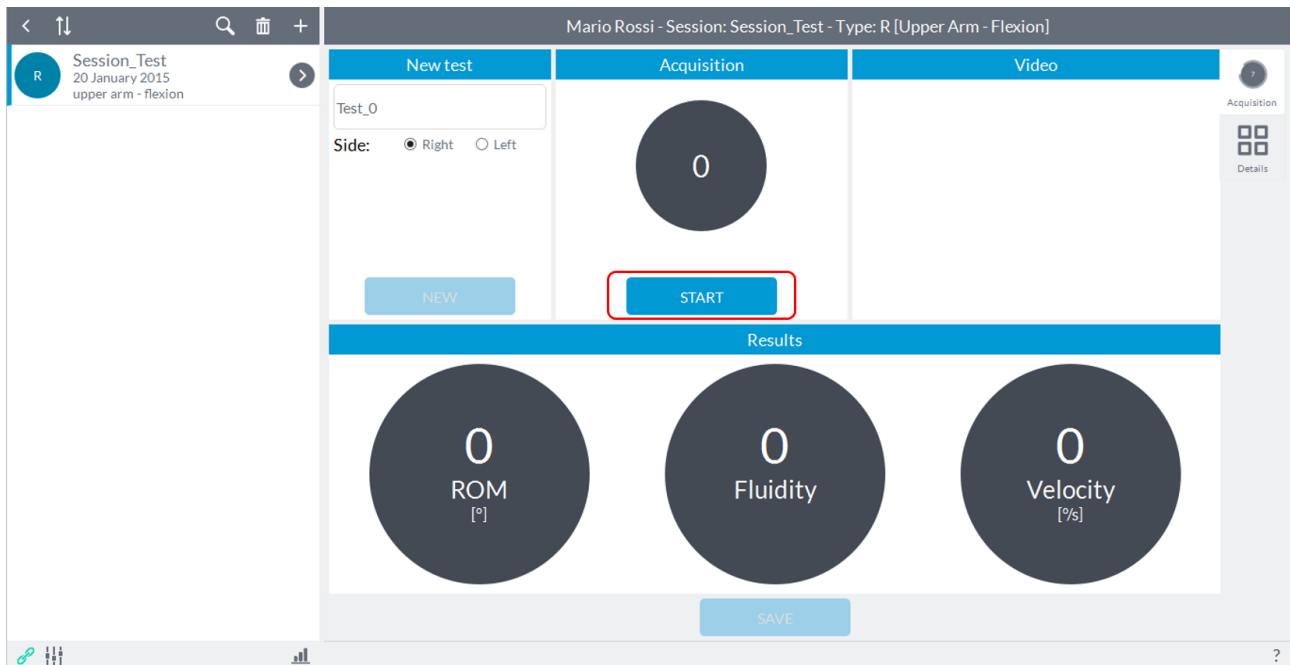 Mario Rossi - Session: Session_Test - Type: R [Upper Arm - Flexion]
R
Session_Test
20 January 2015
upper arm - flexion
New test
Acquisition
Video
Test_0
Side: Right Left
0
NEW
START
?
Acquisition
Details
Results
0
ROM
[°]
0
Fluidity
0
Velocity
[°/s]
SAVE
?